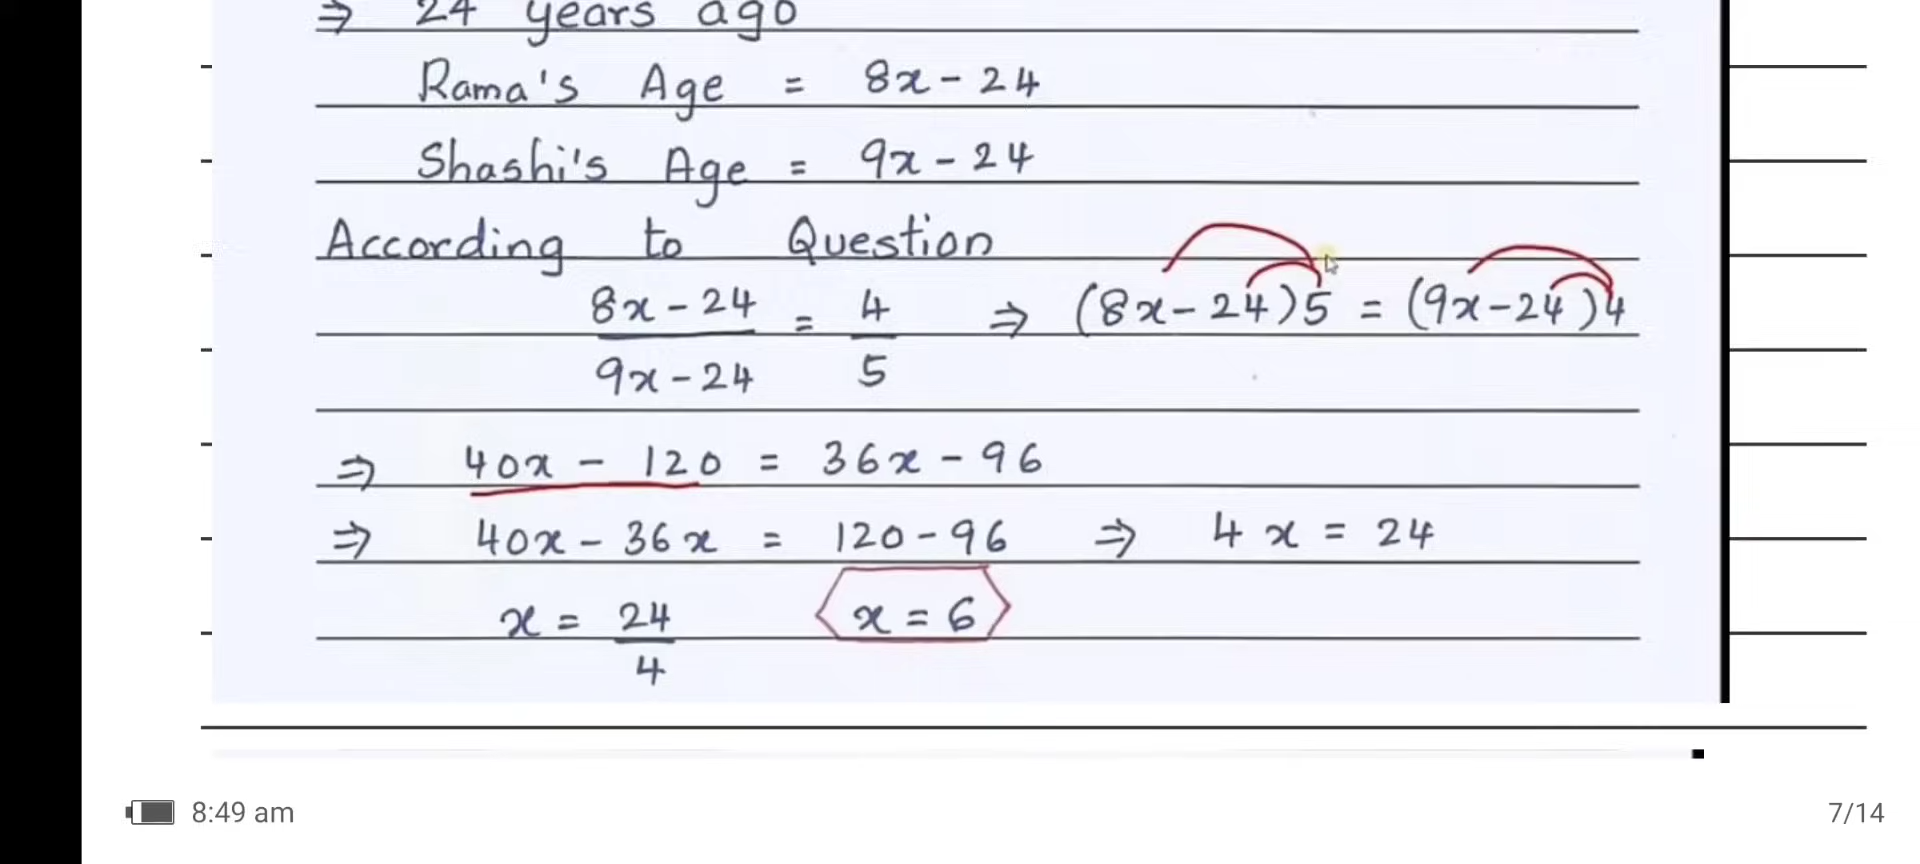 ⇒ 24 years ago
Rama's Age = 8x - 24
Shashi's Age = 9x - 24
According to Question
8x - 24 / 9x - 24 = 4 / 5 ⇒ (8x - 24)5 = (9x - 24)4
⇒ 40x - 120 = 36x - 96
⇒ 40x - 36x = 120 - 96 ⇒ 4x = 24
x = 24 / 4 x = 6
8:49 am 7/14